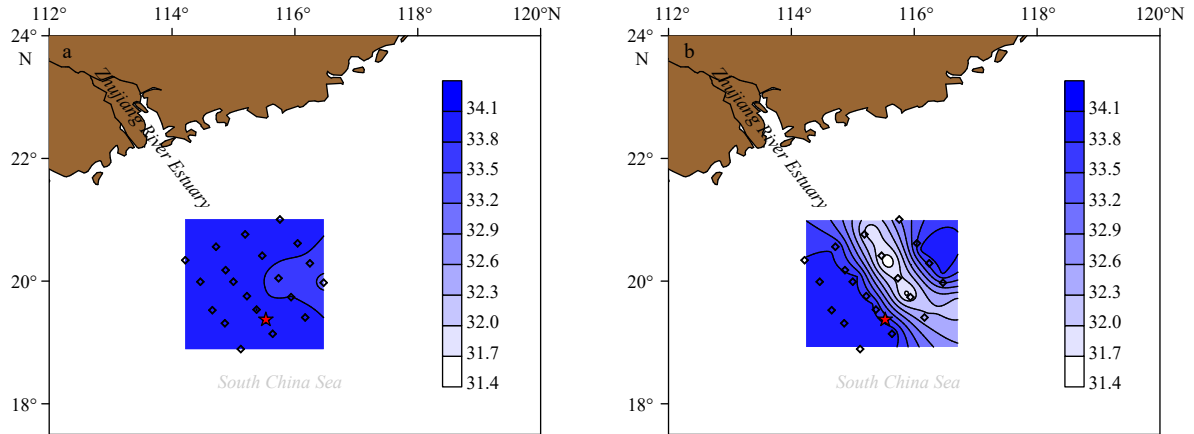 112° 114° 116° 118° 120°N
24°
N
a
Zhujiang River Estuary
22°
20°
18°
South China Sea
34.1
33.8
33.5
33.2
32.9
32.6
32.3
32.0
31.7
31.4
112° 114° 116° 118° 120°N
24°
N
b
Zhujiang River Estuary
22°
20°
18°
South China Sea
34.1
33.8
33.5
33.2
32.9
32.6
32.3
32.0
31.7
31.4